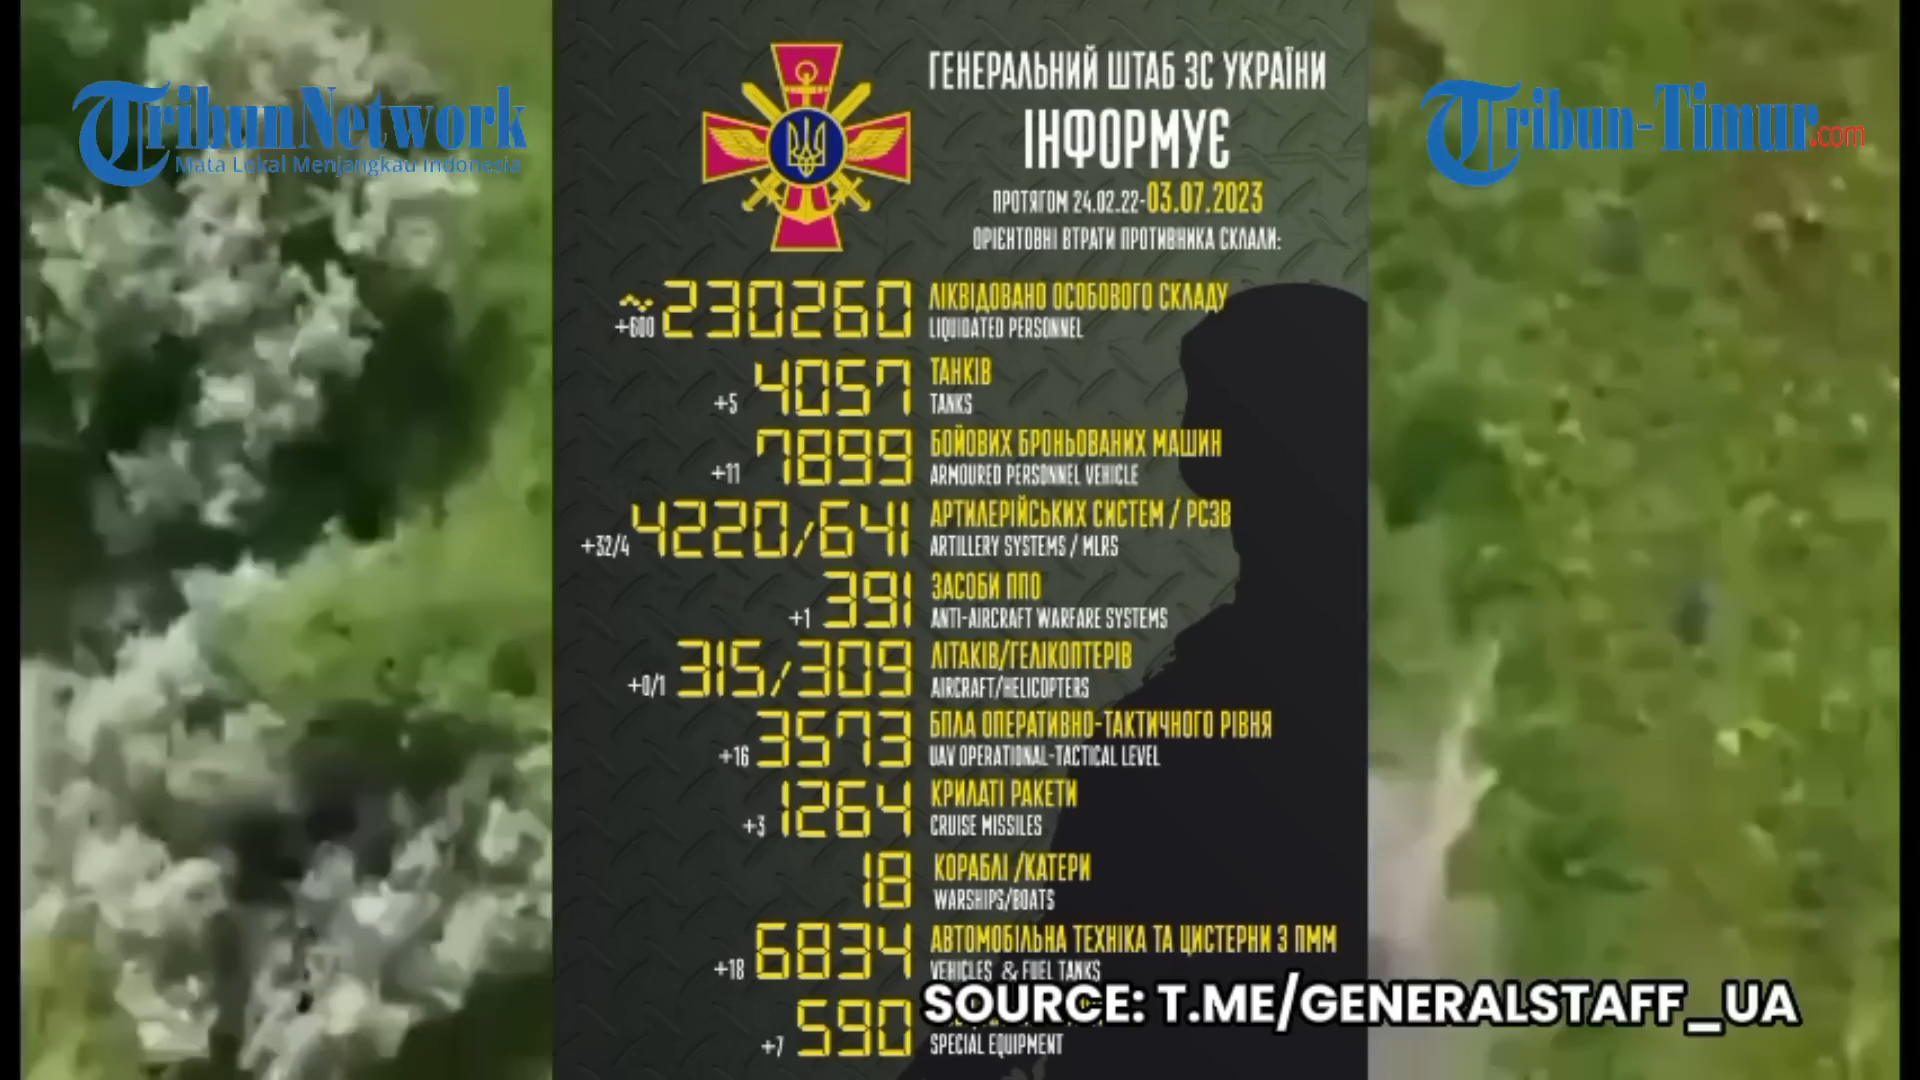 TribunNetwork
Mata Lokal Menjangkau Indonesia
Tribun-Timur.com
ГЕНЕРАЛЬНИЙ ШТАБ ЗС УКРАЇНИ
ІНФОРМУЄ
ПРОТЯГОМ 24.02.22-03.07.2023
ОРІЄНТОВНІ ВТРАТИ ПРОТИВНИКА СКЛАЛИ:
+600 ~230260 ЛІКВІДОВАНО ОСОБОВОГО СКЛАДУ
LIQUIDATED PERSONNEL
+5 4057 ТАНКІВ
TANKS
+11 7899 БОЙОВИХ БРОНЬОВАНИХ МАШИН
ARMOURED PERSONNEL VEHICLE
+32/4 4220/641 АРТИЛЕРІЙСЬКИХ СИСТЕМ / РСЗВ
ARTILLERY SYSTEMS / MLRS
+1 391 ЗАСОБИ ППО
ANTI-AIRCRAFT WARFARE SYSTEMS
+0/1 315/309 ЛІТАКІВ/ГЕЛІКОПТЕРІВ
AIRCRAFT/HELICOPTERS
+16 3573 БПЛА ОПЕРАТИВНО-ТАКТИЧНОГО РІВНЯ
UAV OPERATIONAL-TACTICAL LEVEL
+3 1264 КРИЛАТІ РАКЕТИ
CRUISE MISSILES
18 КОРАБЛІ /КАТЕРИ
WARSHIPS/BOATS
+18 6834 АВТОМОБІЛЬНА ТЕХНІКА ТА ЦИСТЕРНИ З ПММ
VEHICLES & FUEL TANKS
SOURCE: T.ME/GENERALSTAFF_UA
+7 590
SPECIAL EQUIPMENT